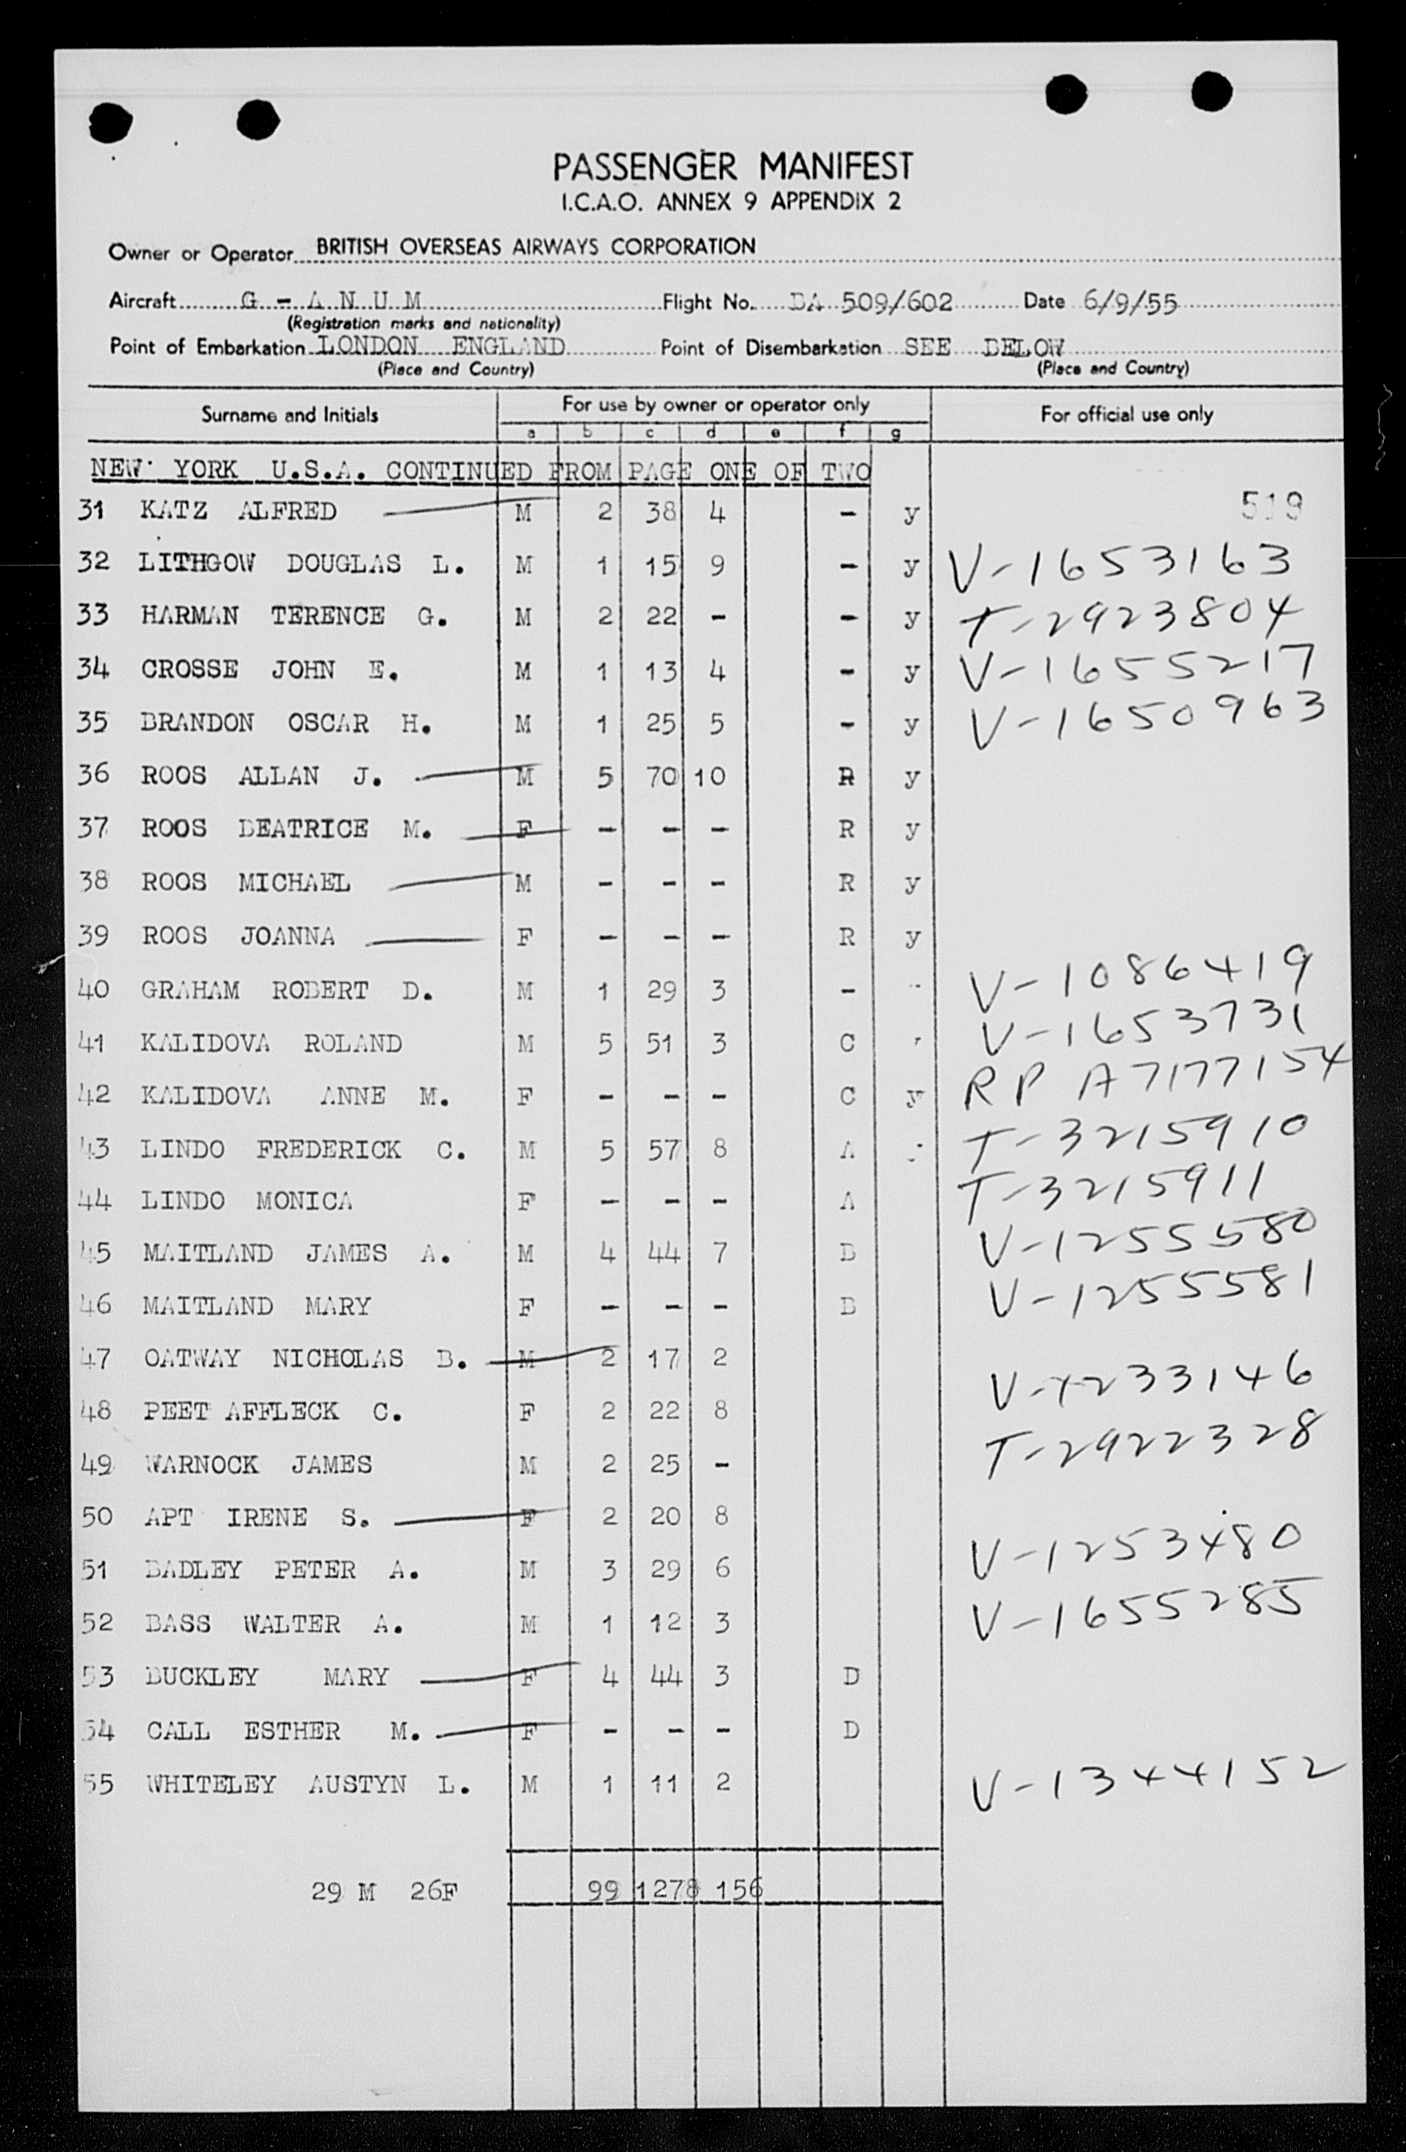 PASSENGER MANIFEST
I.C.A.O. ANNEX 9 APPENDIX 2
Owner or Operator BRITISH OVERSEAS AIRWAYS CORPORATION
Aircraft G - A N U M Flight No. BA 509/602 Date 6/9/55
(Registration marks and nationality)
Point of Embarkation LONDON ENGLAND Point of Disembarkation SEE BELOW
(Place and Country) (Place and Country)
Surname and Initials For use by owner or operator only For official use only
a b c d e f g
NEW YORK U.S.A. CONTINUED FROM PAGE ONE OF TWO
31 KATZ ALFRED M 2 38 4 - y 519
32 LITHGOW DOUGLAS L. M 1 15 9 - y V-1653163
33 HARMAN TERENCE G. M 2 22 - - y T-2923804
34 CROSSE JOHN E. M 1 13 4 - y V-1655217
35 BRANDON OSCAR H. M 1 25 5 - y V-1650963
36 ROOS ALLAN J. M 5 70 10 R y
37 ROOS BEATRICE M. F - - - R y
38 ROOS MICHAEL M - - - R y
39 ROOS JOANNA F - - - R y
40 GRAHAM ROBERT D. M 1 29 3 - V-1086419
41 KALIDOVA ROLAND M 5 51 3 C V-1653731
42 KALIDOVA ANNE M. F - - - C y RP A7177154
43 LINDO FREDERICK C. M 5 57 8 A T-3215910
44 LINDO MONICA F - - - A T-3215911
45 MAITLAND JAMES A. M 4 44 7 B V-1255580
46 MAITLAND MARY F - - - B V-1255581
47 OATWAY NICHOLAS B. M 2 17 2
48 PEET AFFLECK C. F 2 22 8 V-1233146
49 WARNOCK JAMES M 2 25 - T-2922328
50 APT IRENE S. F 2 20 8
51 BADLEY PETER A. M 3 29 6 V-1253480
52 BASS WALTER A. M 1 12 3 V-1655285
53 BUCKLEY MARY F 4 44 3 D
54 CALL ESTHER M. F - - - D
55 WHITELEY AUSTYN L. M 1 11 2 V-1344152
29 M 26F 99 1278 156